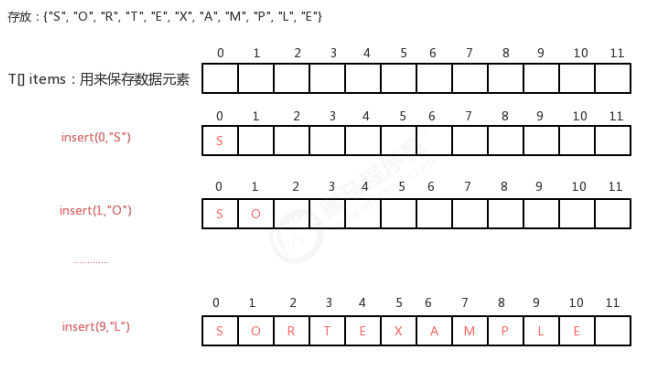 存放：{"S", "O", "R", "T", "E", "X", "A", "M", "P", "L", "E"}
0 1 2 3 4 5 6 7 8 9 10 11
T[] items：用来保存数据元素
0 1 2 3 4 5 6 7 8 9 10 11
insert(0,"S") S
0 1 2 3 4 5 6 7 8 9 10 11
insert(1,"O") S O
.............
0 1 2 3 4 5 6 7 8 9 10 11
insert(9,"L") S O R T E X A M P L E